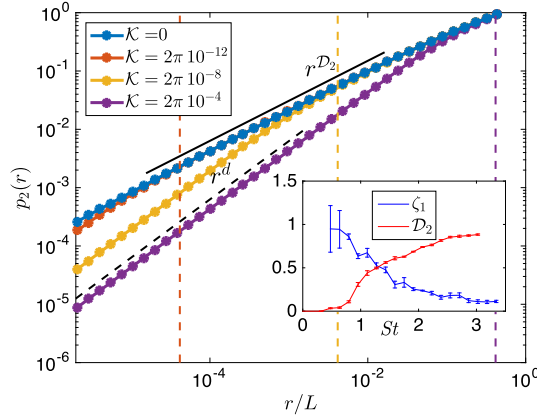 10^0
10^-1
10^-2
10^-3
10^-4
10^-5
10^-6
p_2(r)
𝒦 = 0
𝒦 = 2π 10^-12
𝒦 = 2π 10^-8
𝒦 = 2π 10^-4
r^{𝒟_2}
r^d
1
0.5
0
ζ_1
𝒟_2
0 1 2 3
St
10^-4 10^-2 10^0
r/L